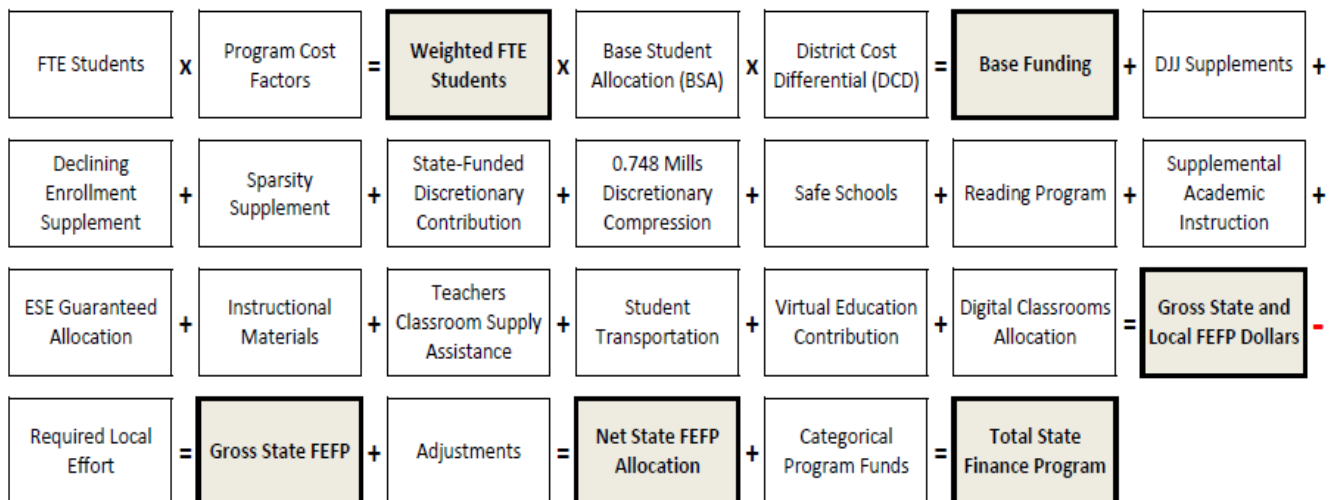 FTE Students x Program Cost Factors = Weighted FTE Students x Base Student Allocation (BSA) x District Cost Differential (DCD) = Base Funding + DJJ Supplements +
Declining Enrollment Supplement + Sparsity Supplement + State-Funded Discretionary Contribution + 0.748 Mills Discretionary Compression + Safe Schools + Reading Program + Supplemental Academic Instruction +
ESE Guaranteed Allocation + Instructional Materials + Teachers Classroom Supply Assistance + Student Transportation + Virtual Education Contribution + Digital Classrooms Allocation = Gross State and Local FEFP Dollars -
Required Local Effort = Gross State FEFP + Adjustments = Net State FEFP Allocation + Categorical Program Funds = Total State Finance Program